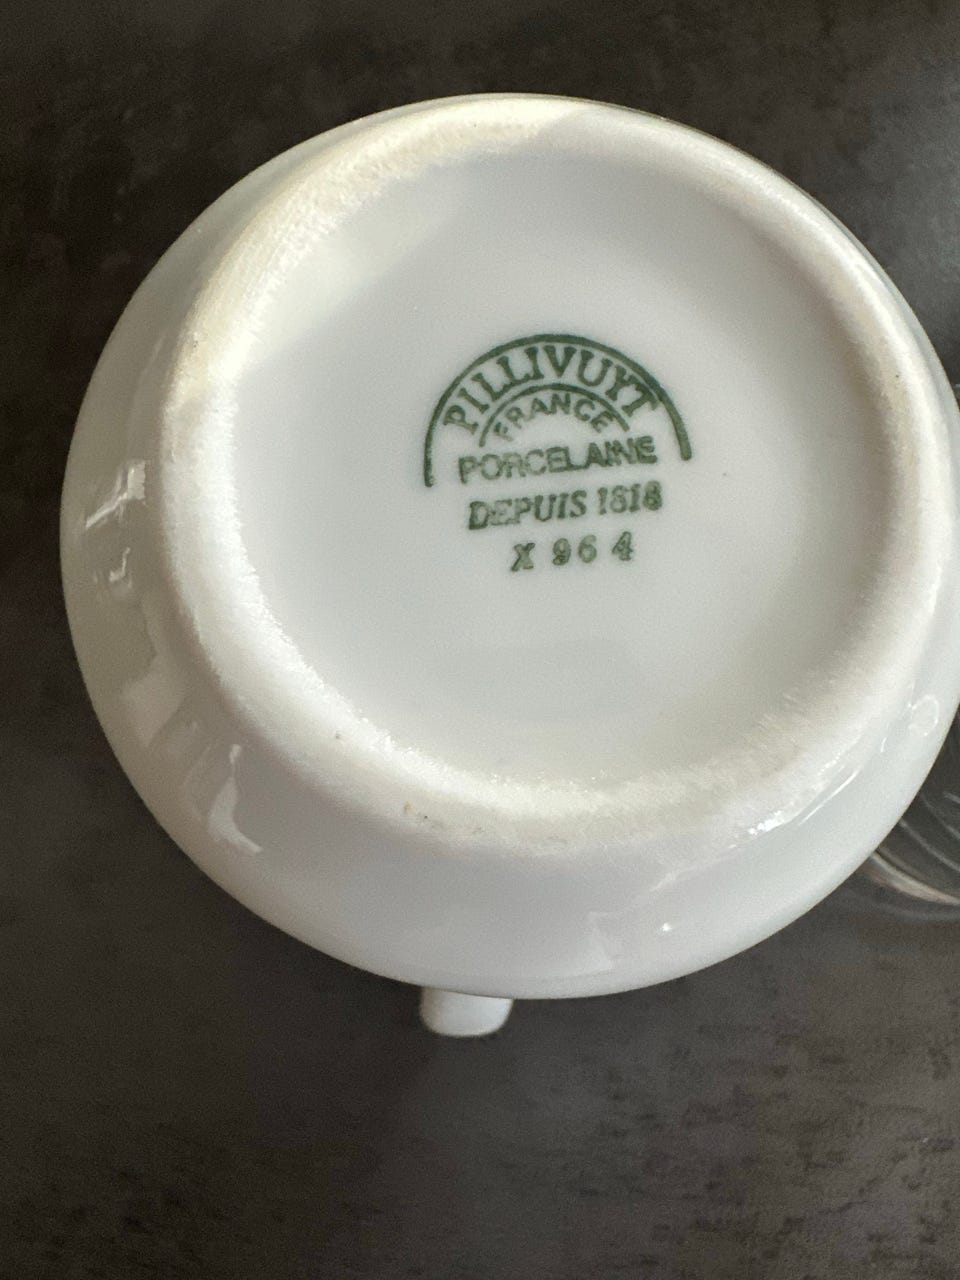 PILLIVUYT
FRANCE
PORCELAINE
DEPUIS 1818
X 96 4